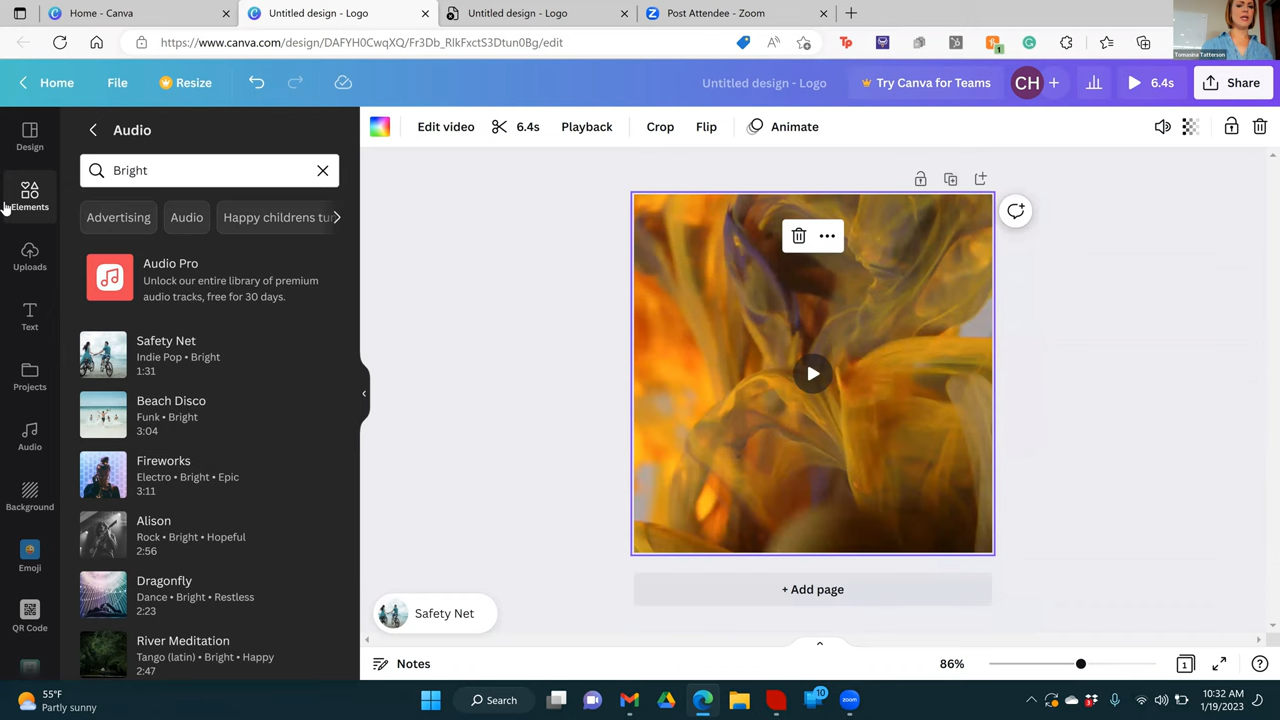 Home - Canva
Untitled design - Logo
Untitled design - Logo
Post Attendee - Zoom
Tomasina Tatterson
https://www.canva.com/design/DAFYH0CwqXQ/Fr3Db_RlkFxctS3Dtun0Bg/edit
1
Home
File
Resize
Untitled design - Logo
Try Canva for Teams
CH
6.4s
Share
Design
Elements
Uploads
Text
Projects
Audio
Background
Emoji
QR Code
Audio
Bright
Advertising
Audio
Happy childrens tu
Audio Pro
Unlock our entire library of premium
audio tracks, free for 30 days.
Safety Net
Indie Pop • Bright
1:31
Beach Disco
Funk • Bright
3:04
Fireworks
Electro • Bright • Epic
3:11
Alison
Rock • Bright • Hopeful
2:56
Dragonfly
Dance • Bright • Restless
2:23
River Meditation
Tango (latin) • Bright • Happy
2:47
Edit video
6.4s
Playback
Crop
Flip
Animate
+ Add page
Safety Net
Notes
86%
1
55°F
Partly sunny
Search
10
10:32 AM
1/19/2023